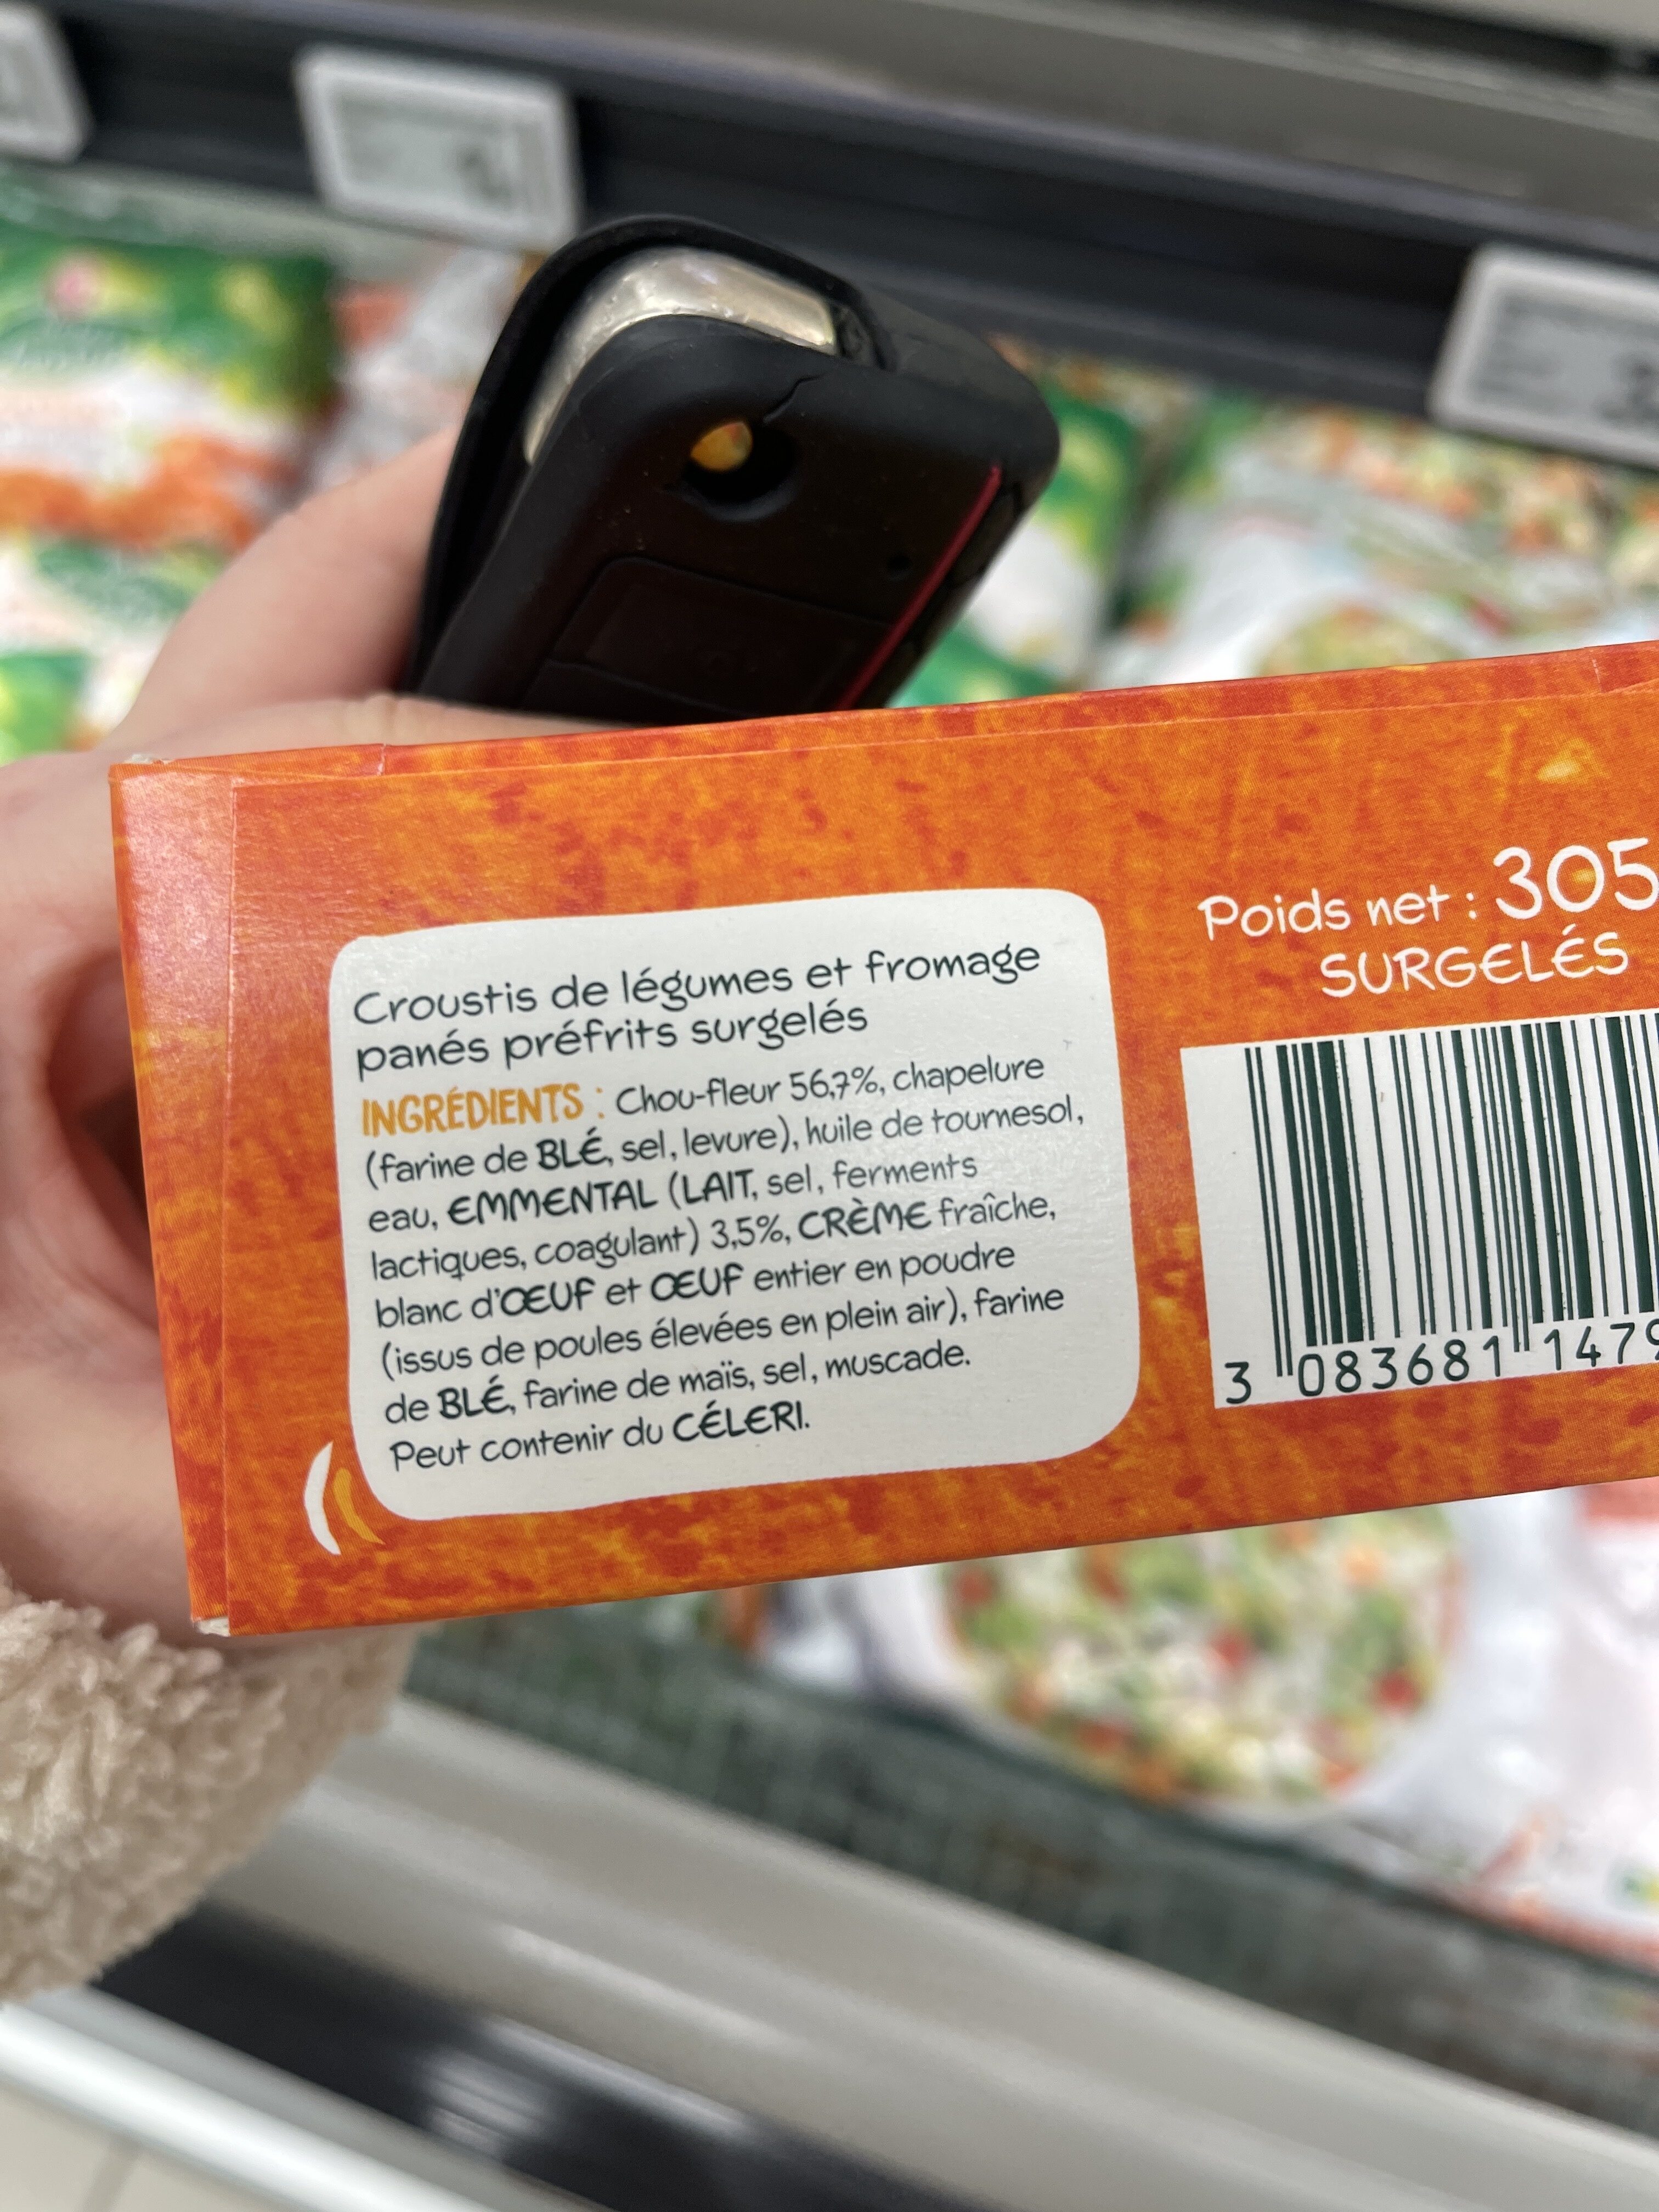 Croustis de légumes et fromage
panés préfrits surgelés
INGRÉDIENTS : Chou-fleur 56,7%, chapelure
(farine de BLÉ, sel, levure), huile de tournesol,
eau, EMMENTAL (LAIT, sel, ferments
lactiques, coagulant) 3,5%, CRÈME fraîche,
blanc d'ŒUF et ŒUF entier en poudre
(issus de poules élevées en plein air), farine
de BLÉ, farine de maïs, sel, muscade.
Peut contenir du CÉLERI.
Poids net : 305
SURGELÉS
3 083681 1479